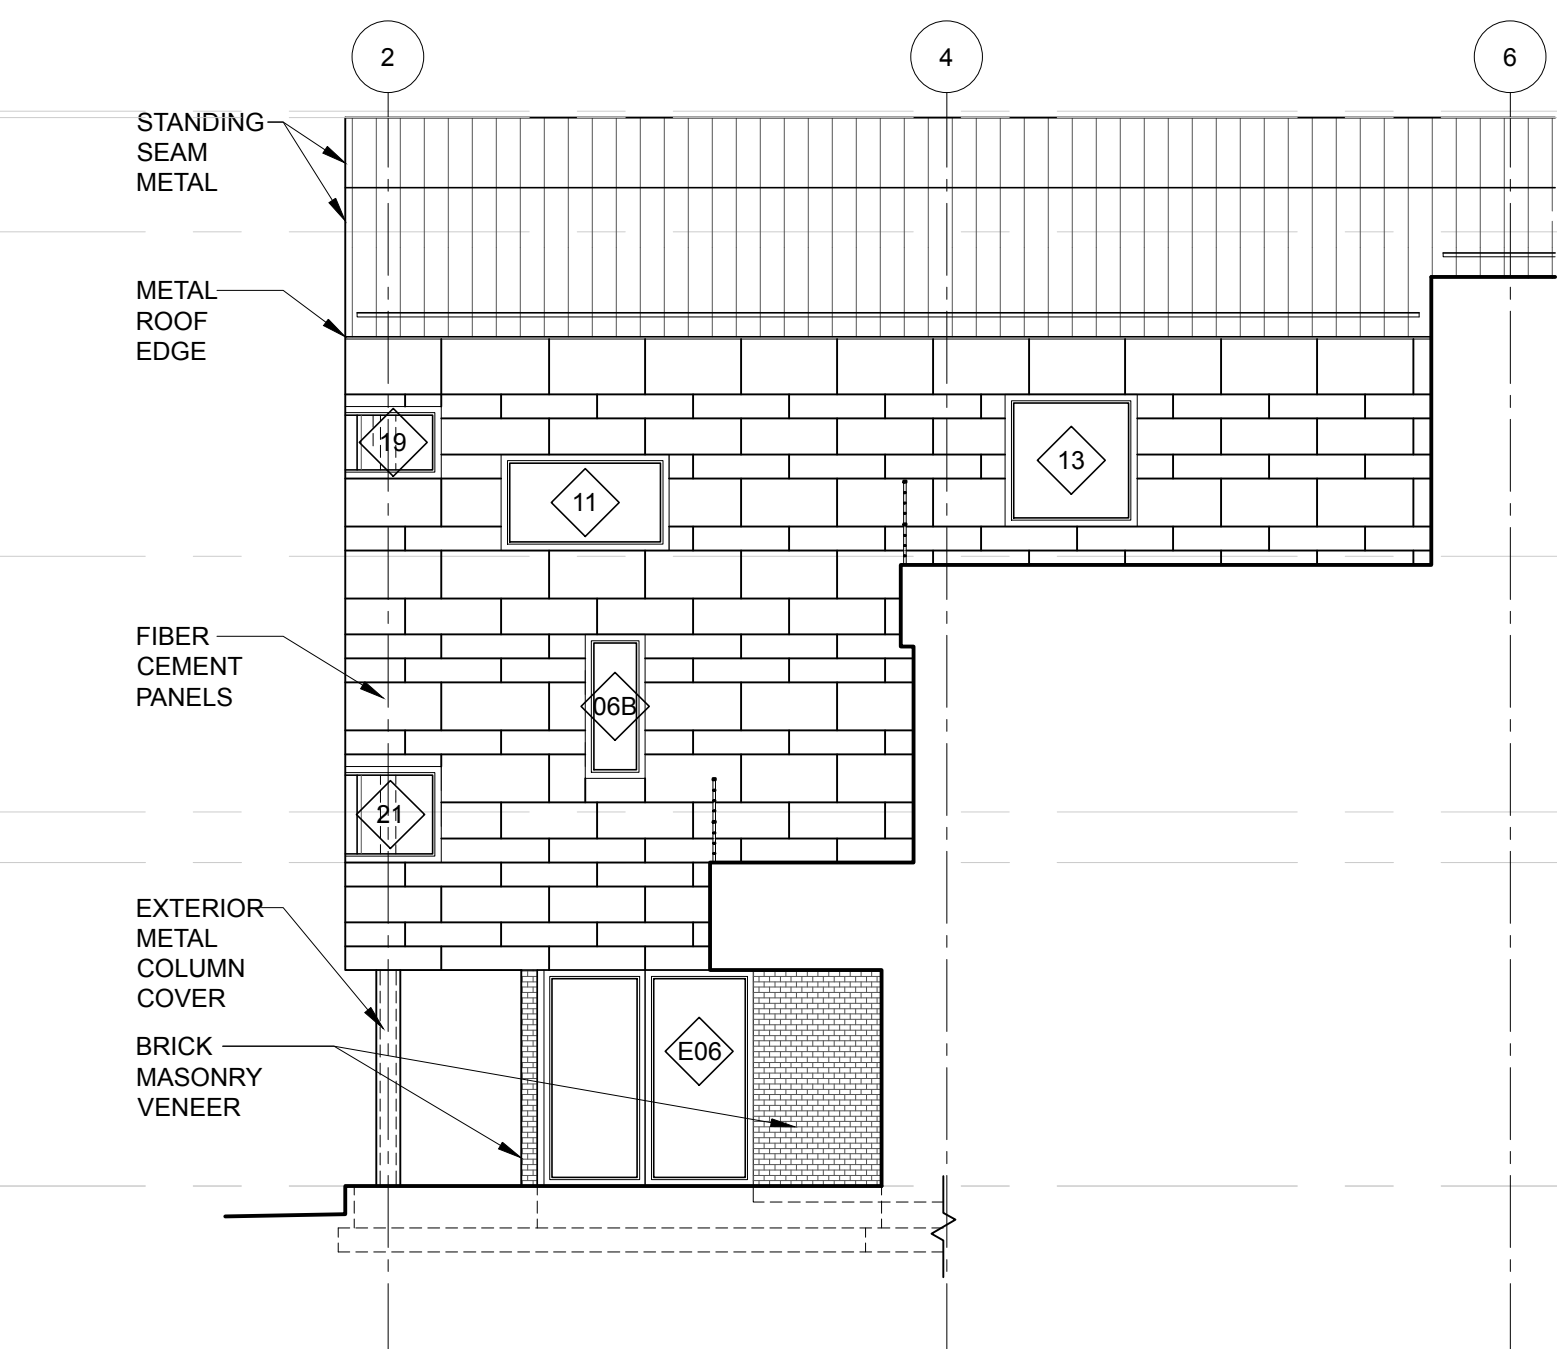 2
4
6
STANDING
SEAM
METAL
METAL
ROOF
EDGE
19
11
13
FIBER
CEMENT
PANELS
06B
21
EXTERIOR
METAL
COLUMN
COVER
BRICK
MASONRY
VENEER
E06